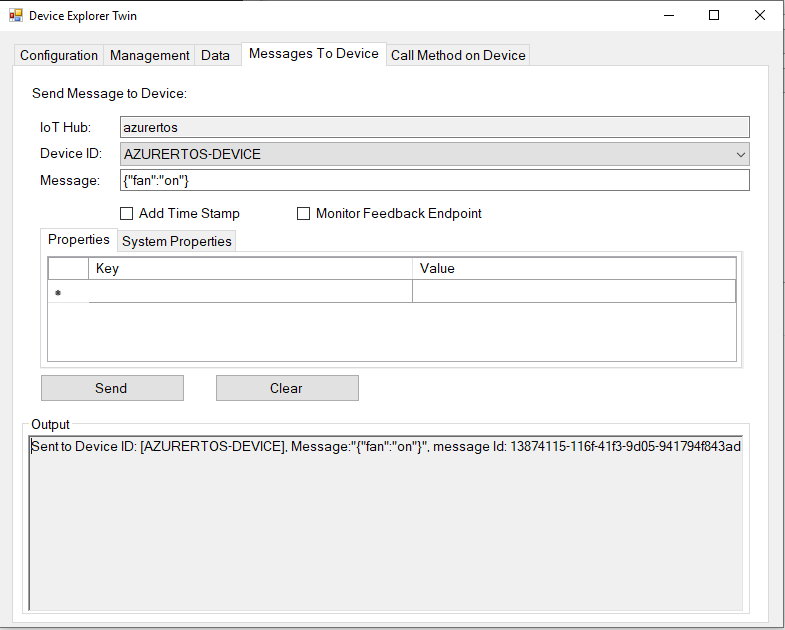 Device Explorer Twin
Configuration Management Data Messages To Device Call Method on Device
Send Message to Device:
IoT Hub: azurertos
Device ID: AZURERTOS-DEVICE
Message: {"fan":"on"}
Add Time Stamp Monitor Feedback Endpoint
Properties System Properties
Key Value
Send Clear
Output
Sent to Device ID: [AZURERTOS-DEVICE], Message:"{"fan":"on"}", message Id: 13874115-116f-41f3-9d05-941794f843ad